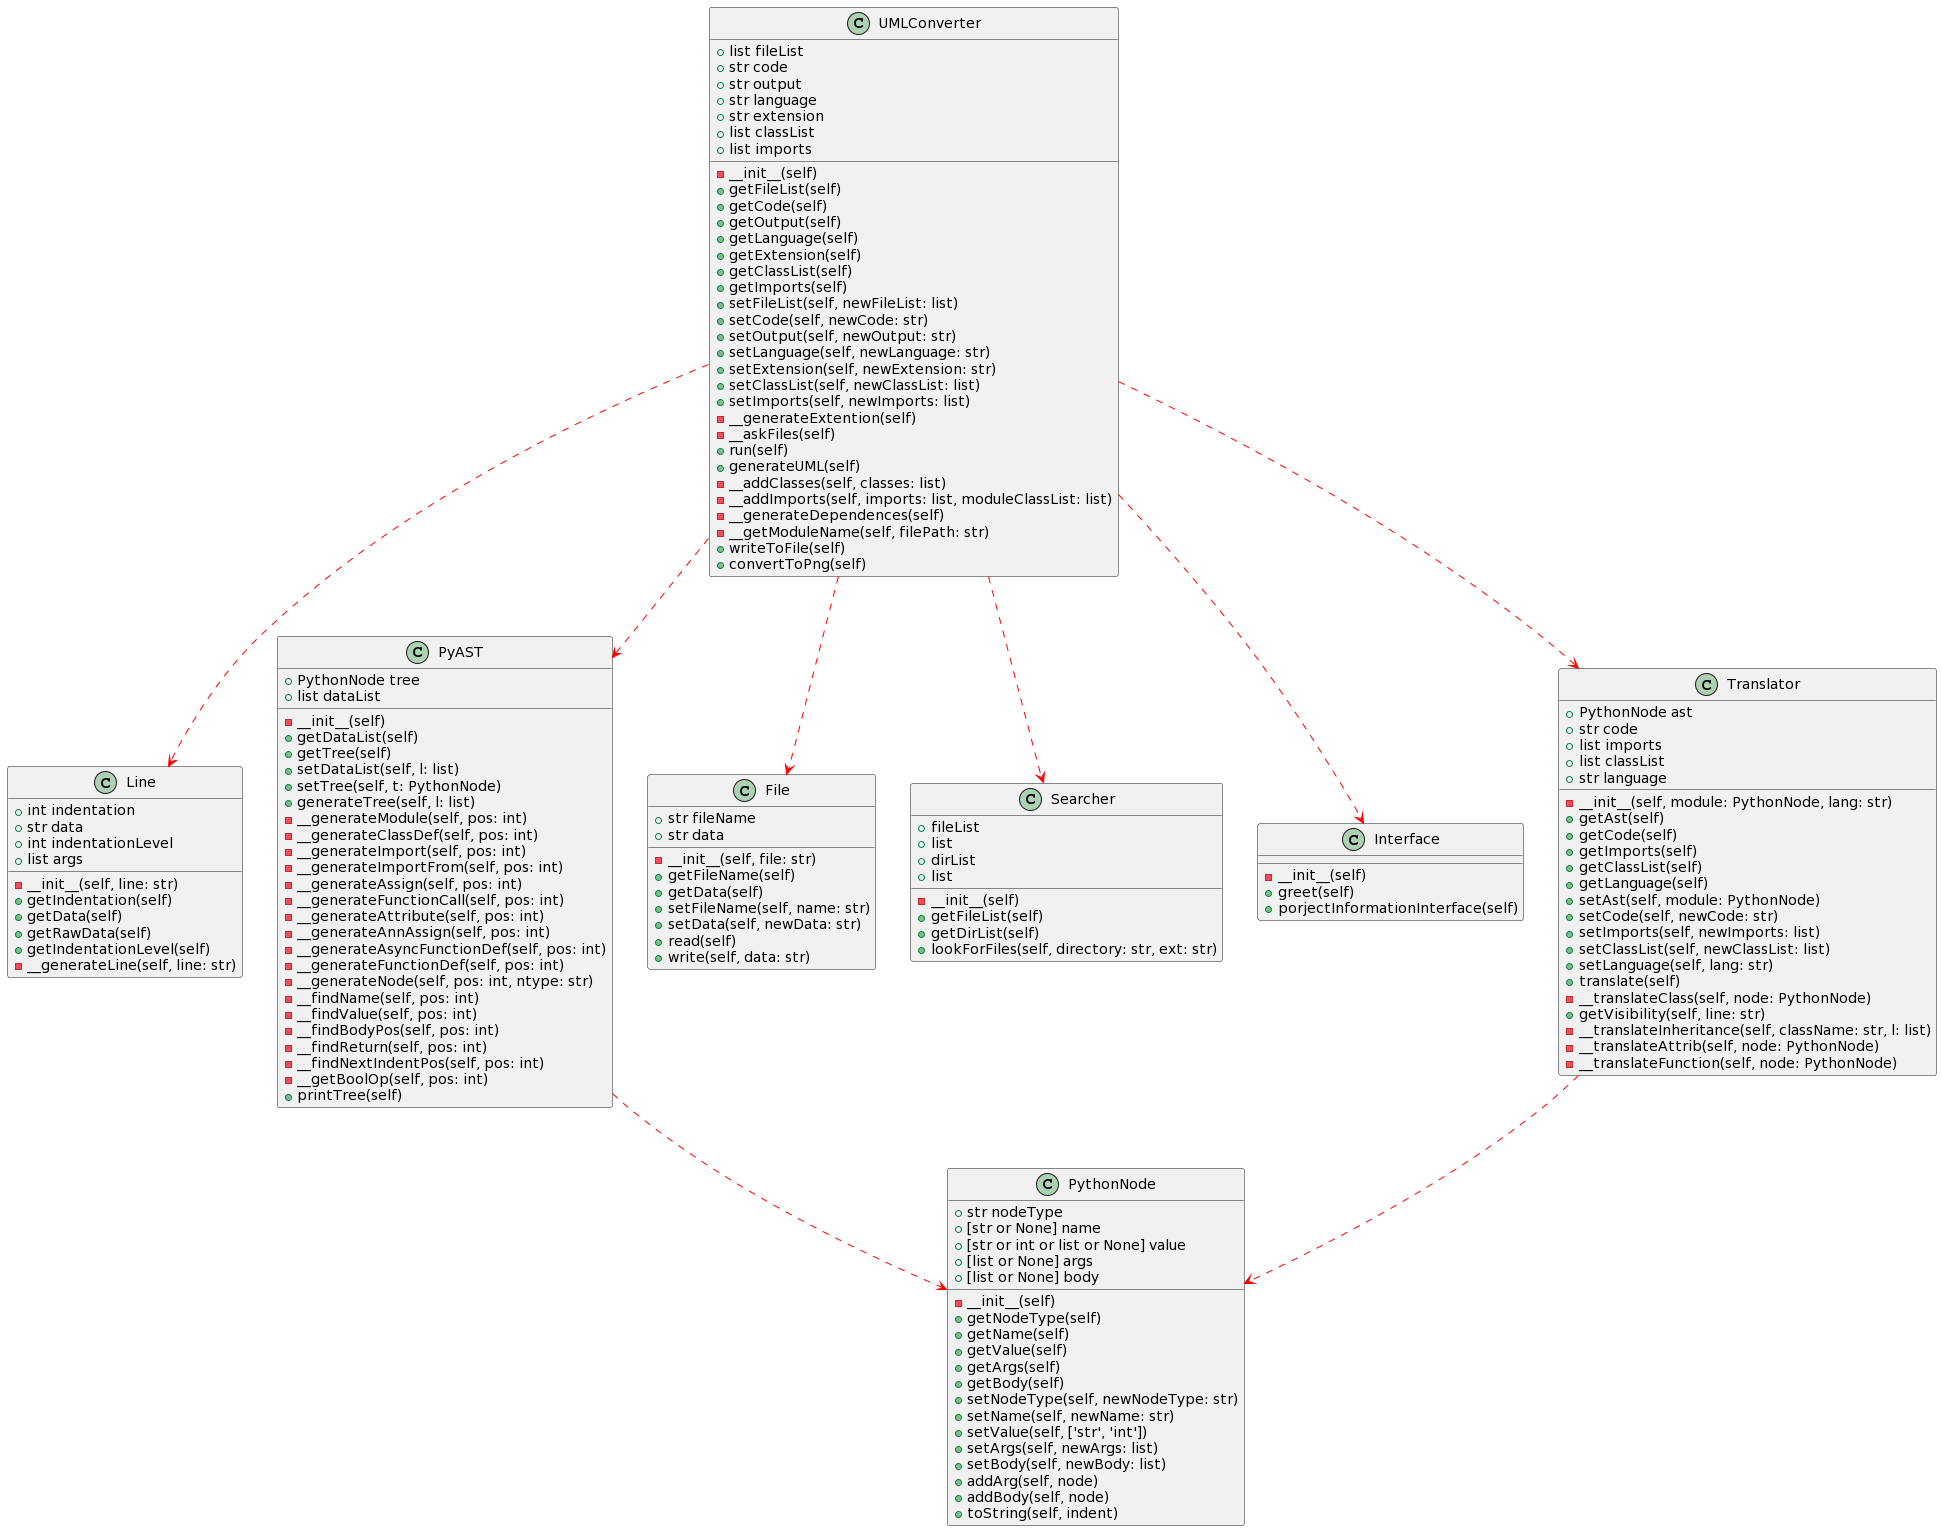 C UMLConverter
list fileList
str code
str output
str language
str extension
list classList
list imports
__init__(self)
getFileList(self)
getCode(self)
getOutput(self)
getLanguage(self)
getExtension(self)
getClassList(self)
getImports(self)
setFileList(self, newFileList: list)
setCode(self, newCode: str)
setOutput(self, newOutput: str)
setLanguage(self, newLanguage: str)
setExtension(self, newExtension: str)
setClassList(self, newClassList: list)
setImports(self, newImports: list)
__generateExtention(self)
__askFiles(self)
run(self)
generateUML(self)
__addClasses(self, classes: list)
__addImports(self, imports: list, moduleClassList: list)
__generateDependences(self)
__getModuleName(self, filePath: str)
writeToFile(self)
convertToPng(self)
C Line
int indentation
str data
int indentationLevel
list args
__init__(self, line: str)
getIndentation(self)
getData(self)
getRawData(self)
getIndentationLevel(self)
__generateLine(self, line: str)
C PyAST
PythonNode tree
list dataList
__init__(self)
getDataList(self)
getTree(self)
setDataList(self, l: list)
setTree(self, t: PythonNode)
generateTree(self, l: list)
__generateModule(self, pos: int)
__generateClassDef(self, pos: int)
__generateImport(self, pos: int)
__generateImportFrom(self, pos: int)
__generateAssign(self, pos: int)
__generateFunctionCall(self, pos: int)
__generateAttribute(self, pos: int)
__generateAnnAssign(self, pos: int)
__generateAsyncFunctionDef(self, pos: int)
__generateFunctionDef(self, pos: int)
__generateNode(self, pos: int, ntype: str)
__findName(self, pos: int)
__findValue(self, pos: int)
__findBodyPos(self, pos: int)
__findReturn(self, pos: int)
__findNextIndentPos(self, pos: int)
__getBoolOp(self, pos: int)
printTree(self)
C File
str fileName
str data
__init__(self, file: str)
getFileName(self)
getData(self)
setFileName(self, name: str)
setData(self, newData: str)
read(self)
write(self, data: str)
C Searcher
fileList
list
dirList
list
__init__(self)
getFileList(self)
getDirList(self)
lookForFiles(self, directory: str, ext: str)
C Interface
__init__(self)
greet(self)
porjectInformationInterface(self)
C Translator
PythonNode ast
str code
list imports
list classList
str language
__init__(self, module: PythonNode, lang: str)
getAst(self)
getCode(self)
getImports(self)
getClassList(self)
getLanguage(self)
setAst(self, module: PythonNode)
setCode(self, newCode: str)
setImports(self, newImports: list)
setClassList(self, newClassList: list)
setLanguage(self, lang: str)
translate(self)
__translateClass(self, node: PythonNode)
getVisibility(self, line: str)
__translateInheritance(self, className: str, l: list)
__translateAttrib(self, node: PythonNode)
__translateFunction(self, node: PythonNode)
C PythonNode
str nodeType
[str or None] name
[str or int or list or None] value
[list or None] args
[list or None] body
__init__(self)
getNodeType(self)
getName(self)
getValue(self)
getArgs(self)
getBody(self)
setNodeType(self, newNodeType: str)
setName(self, newName: str)
setValue(self, ['str', 'int'])
setArgs(self, newArgs: list)
setBody(self, newBody: list)
addArg(self, node)
addBody(self, node)
toString(self, indent)